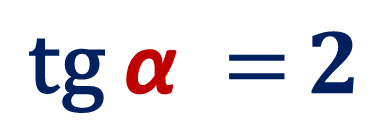 tg α = 2